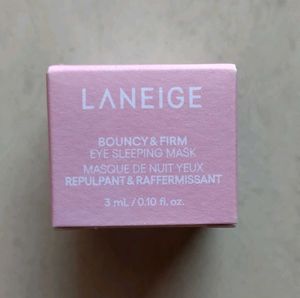 LANEIGE
BOUNCY & FIRM
EYE SLEEPING MASK
MASQUE DE NUIT YEUX
REPULPANT & RAFFERMISSANT
3 mL / 0.10 fl. oz.